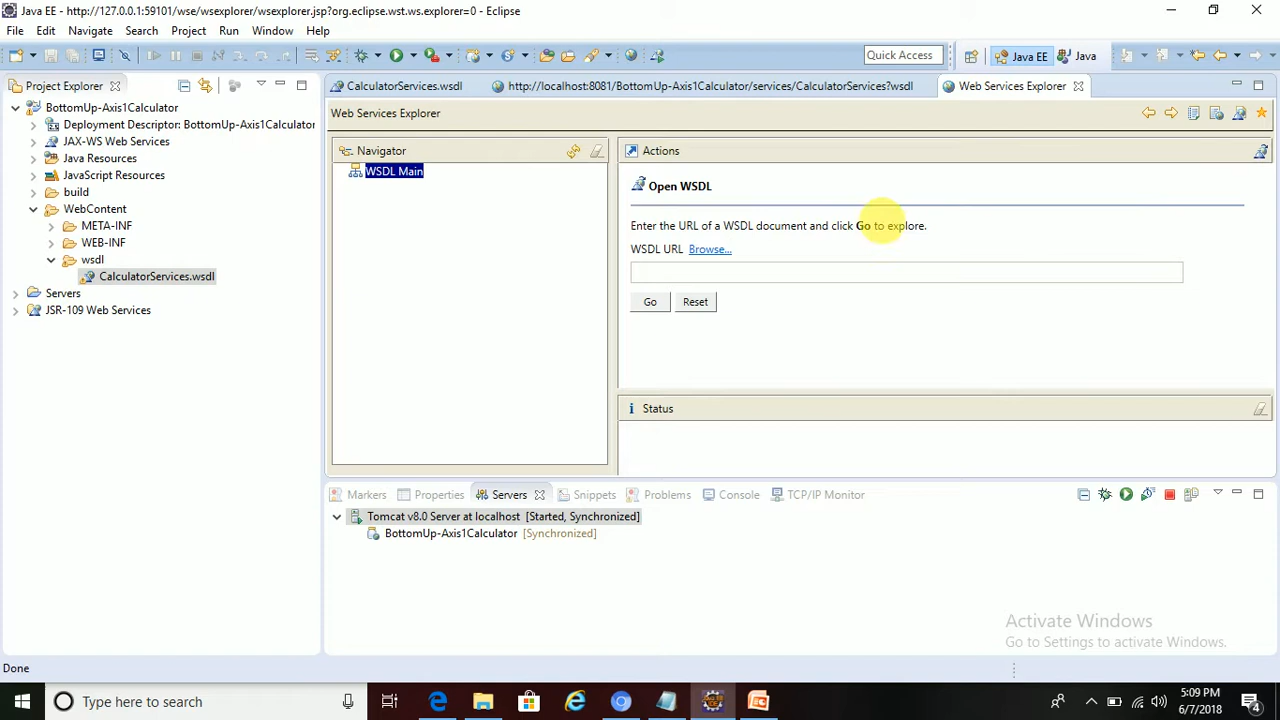 Java EE - http://127.0.0.1:59101/wse/wsexplorer/wsexplorer.jsp?org.eclipse.wst.ws.explorer=0 - Eclipse
File Edit Navigate Search Project Run Window Help
Quick Access Java EE Java
Project Explorer
CalculatorServices.wsdl http://localhost:8081/BottomUp-Axis1Calculator/services/CalculatorServices?wsdl Web Services Explorer
BottomUp-Axis1Calculator
Deployment Descriptor: BottomUp-Axis1Calculator
JAX-WS Web Services
Java Resources
JavaScript Resources
build
WebContent
META-INF
WEB-INF
wsdl
CalculatorServices.wsdl
Servers
JSR-109 Web Services
Web Services Explorer
Navigator
WSDL Main
Actions
Open WSDL
Enter the URL of a WSDL document and click Go to explore.
WSDL URL Browse...
Go Reset
i Status
Markers Properties Servers Snippets Problems Console TCP/IP Monitor
Tomcat v8.0 Server at localhost [Started, Synchronized]
BottomUp-Axis1Calculator [Synchronized]
Activate Windows
Go to Settings to activate Windows.
Done
Type here to search
5:09 PM
6/7/2018
4